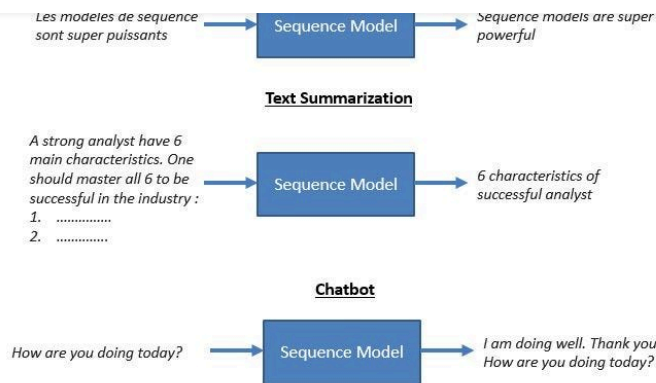 Les modèles de séquence
sont super puissants
Sequence Model
Sequence models are super
powerful
Text Summarization
A strong analyst have 6
main characteristics. One
should master all 6 to be
successful in the industry :
1. ..............
2. .............
Sequence Model
6 characteristics of
successful analyst
Chatbot
How are you doing today?
Sequence Model
I am doing well. Thank you
How are you doing today?